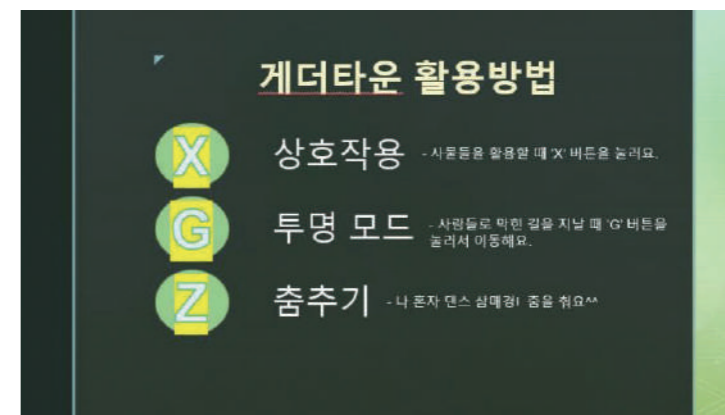 게더타운 활용방법
X 상호작용 - 사물들을 활용할 때 'X' 버튼을 눌러요.
G 투명 모드 - 사람들로 막힌 길을 지날 때 'G' 버튼을
눌러서 이동해요.
Z 춤추기 - 나 혼자 댄스 삼매경! 춤을 춰요^^